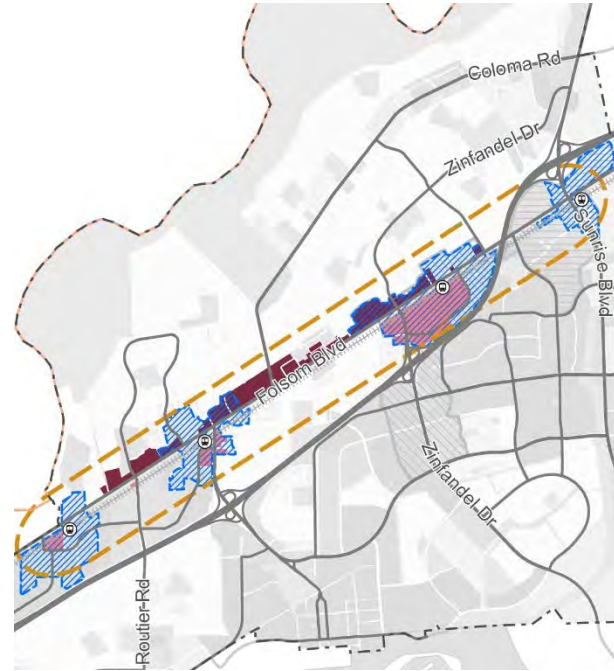 Coloma Rd
Zinfandel Dr
Sunrise Blvd
Folsom Blvd
Zinfandel Dr
Routier Rd